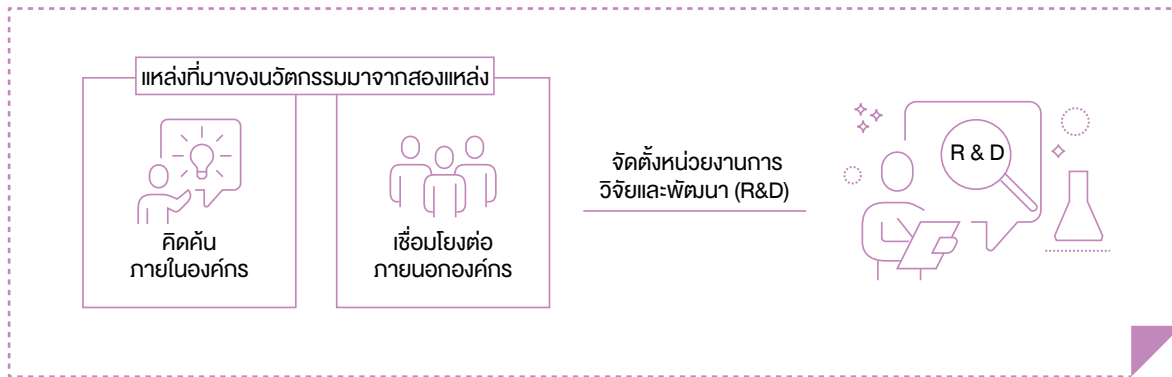 แหล่งที่มาของนวัตกรรมมาจากสองแหล่ง
คิดค้น
ภายในองค์กร
เชื่อมโยงต่อ
ภายนอกองค์กร
จัดตั้งหน่วยงานการ
วิจัยและพัฒนา (R&D)
R & D